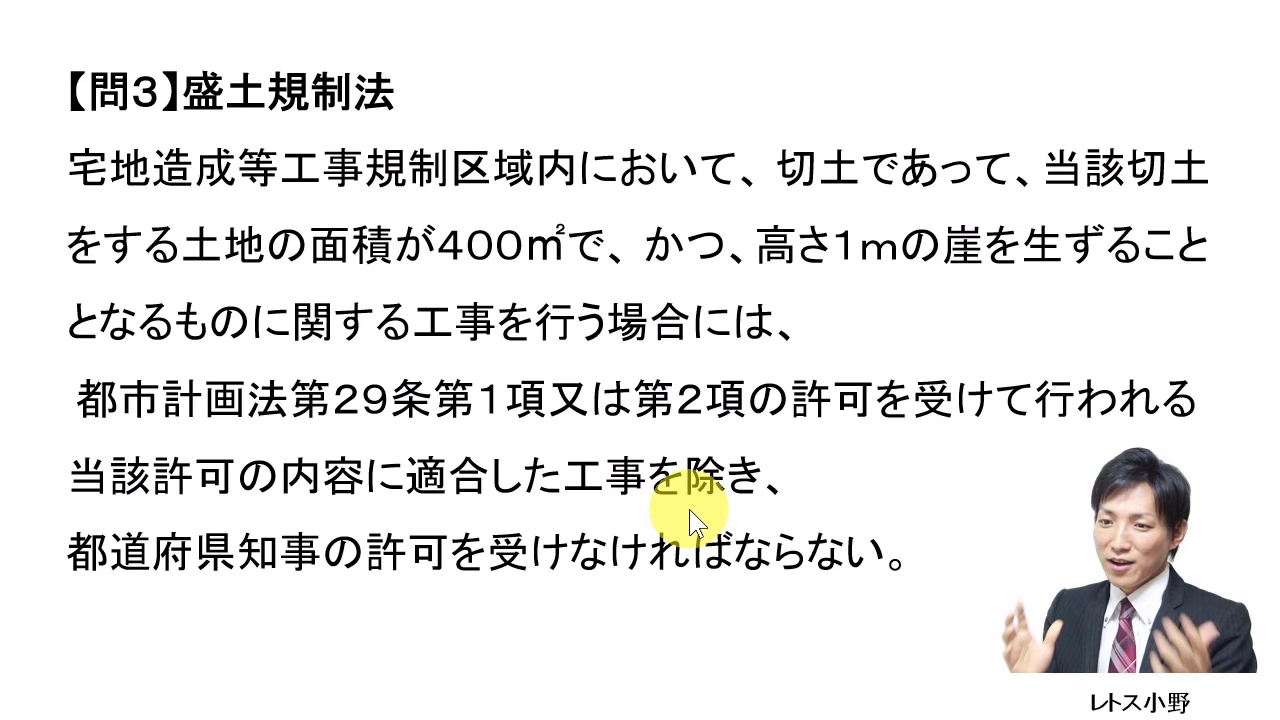 【問3】盛土規制法
宅地造成等工事規制区域内において、切土であって、当該切土
をする土地の面積が400㎡で、かつ、高さ1mの崖を生ずること
となるものに関する工事を行う場合には、
都市計画法第29条第1項又は第2項の許可を受けて行われる
当該許可の内容に適合した工事を除き、
都道府県知事の許可を受けなければならない。
レトス小野